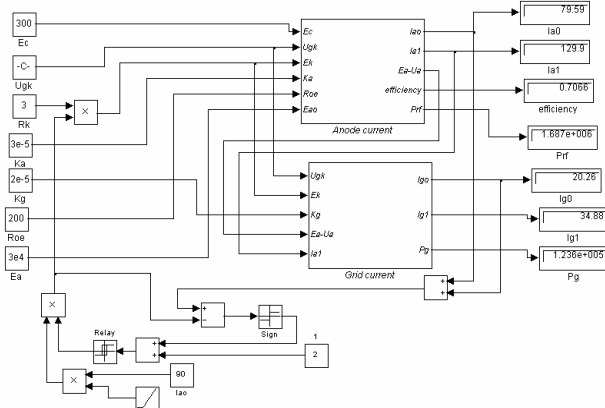 300
Ec
-C-
Ugk
3
Rk
3e-5
Ka
2e-5
Kg
200
Roe
3e4
Ea
×
Ec
Ugk
Ek
Ka
Roe
Eao
Iao
Ia1
Ea-Ua
efficiency
Prf
Anode current
Ugk
Ek
Kg
Ea-Ua
Ia1
Igo
Ig1
Pg
Grid current
79.59
Ia0
129.9
Ia1
0.7066
efficiency
1.687e+006
Prf
20.26
Ig0
34.88
Ig1
1.236e+005
Pg
+
+
×
+
−
Sign
Relay
+
+
1
2
×
90
Iao